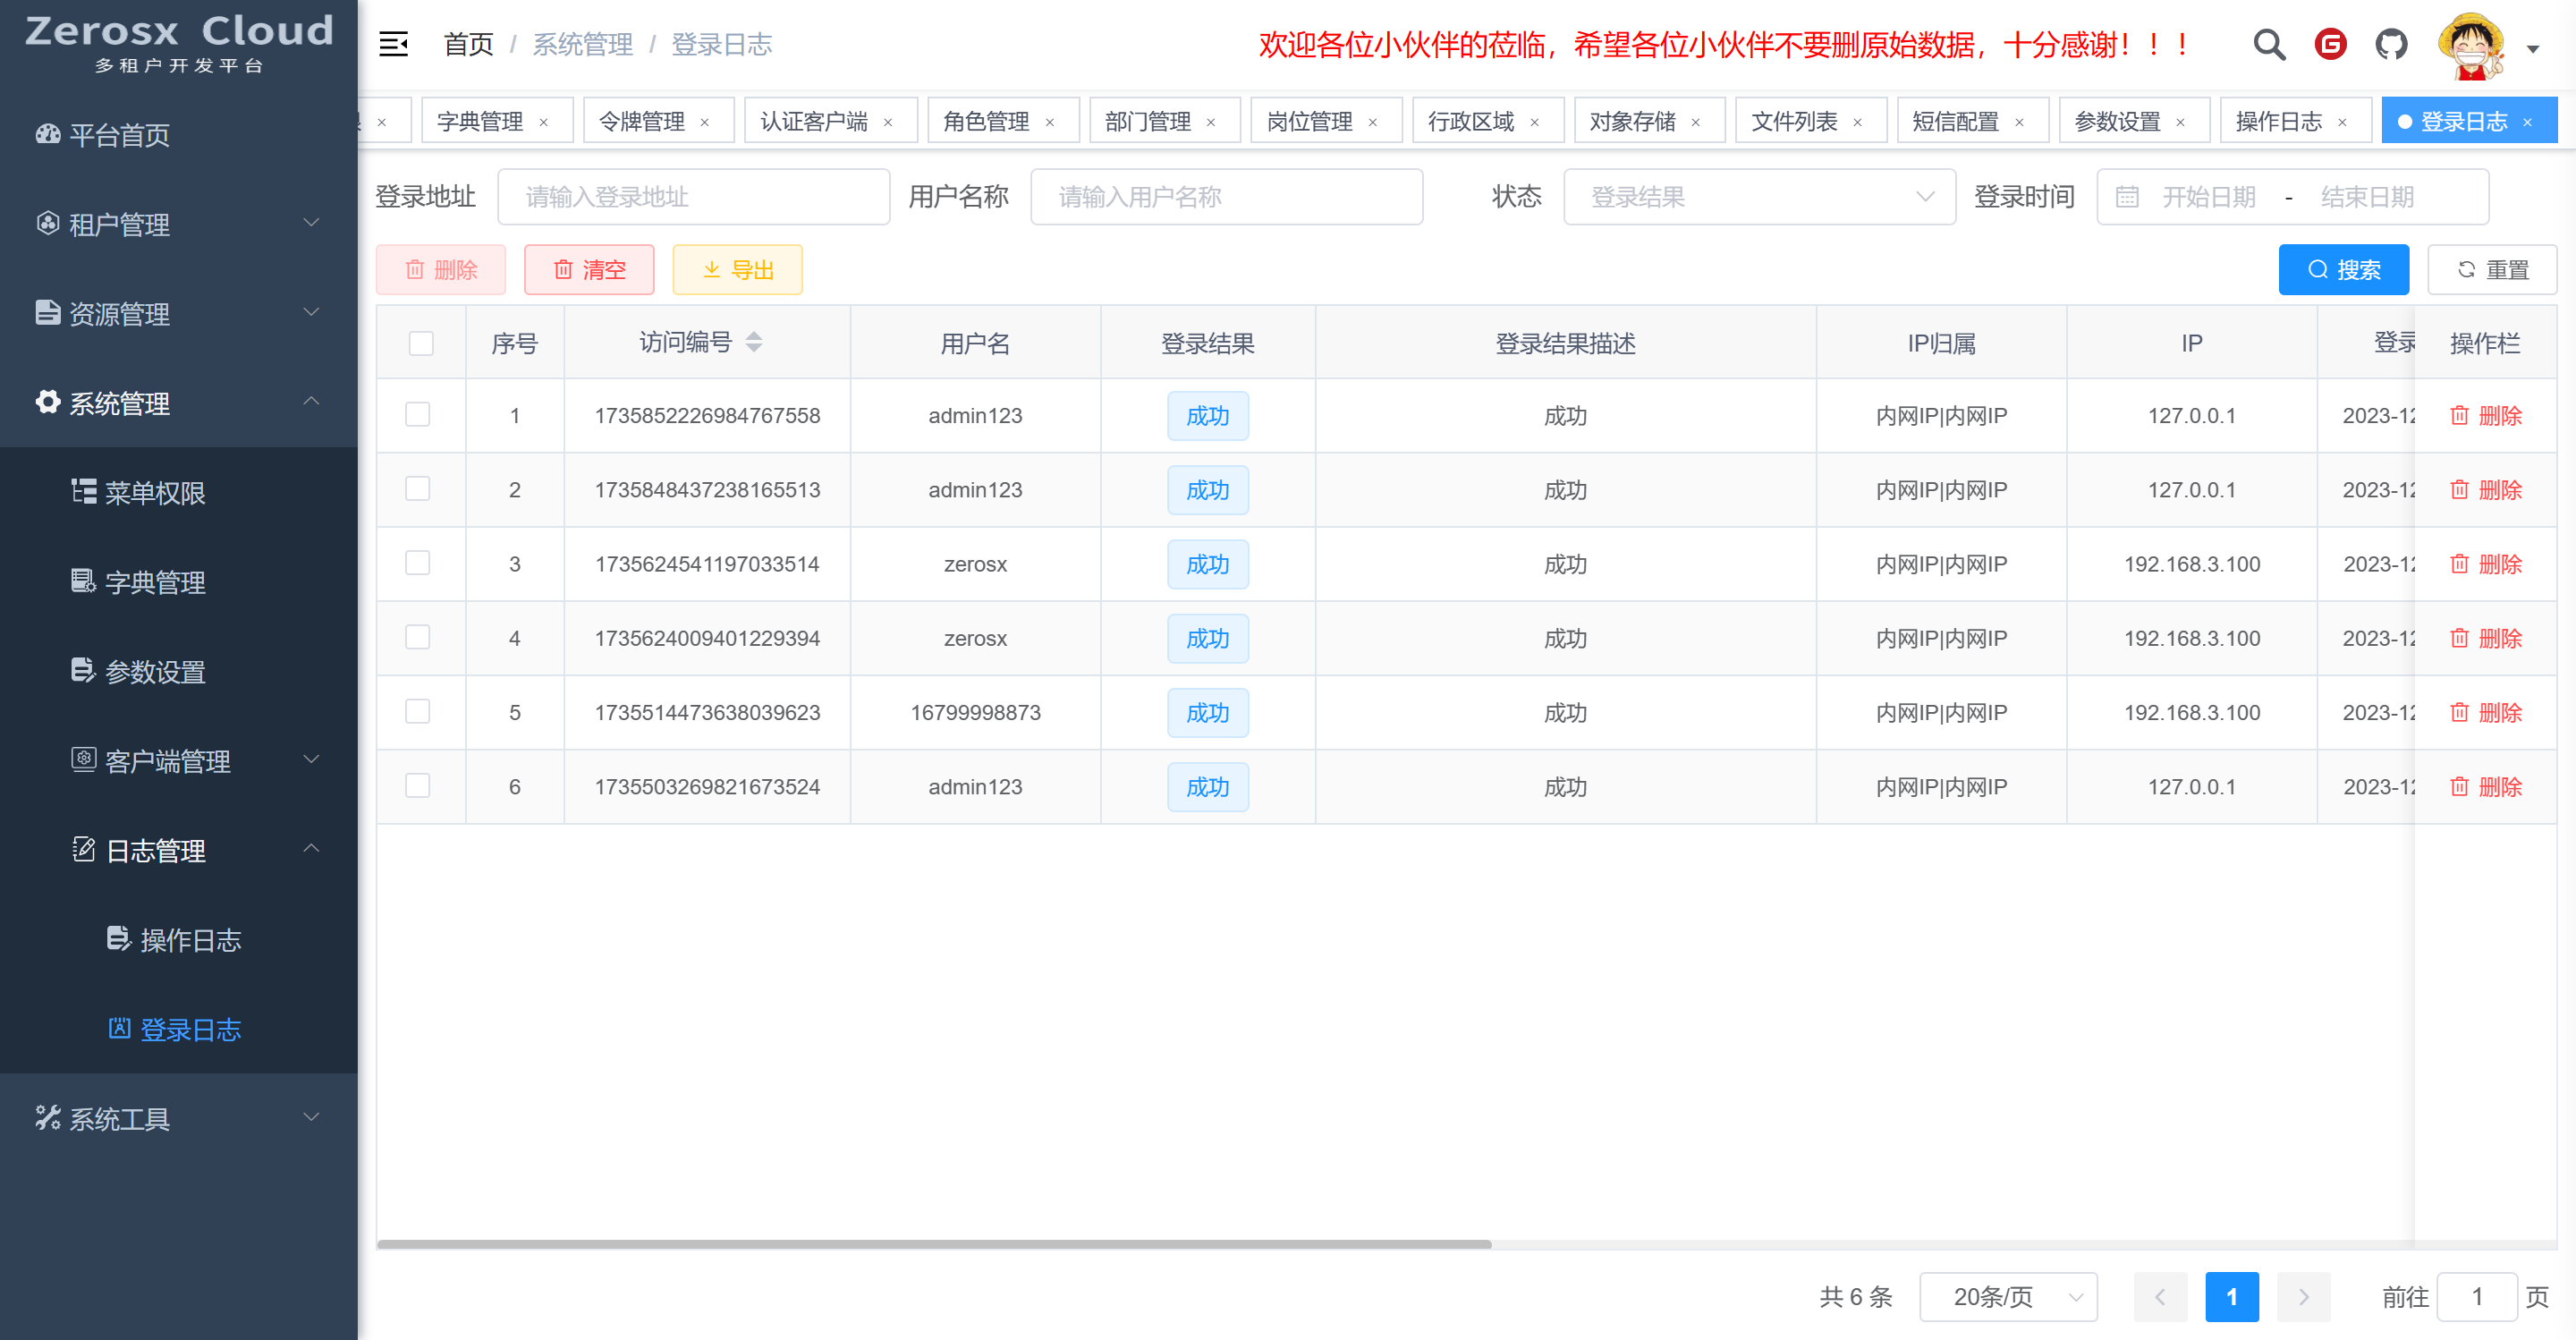 Zerosx Cloud
多租户开发平台
平台首页
租户管理
资源管理
系统管理
菜单权限
字典管理
参数设置
客户端管理
日志管理
操作日志
登录日志
系统工具
首页 / 系统管理 / 登录日志
欢迎各位小伙伴的莅临，希望各位小伙伴不要删原始数据，十分感谢！！！
字典管理 × 令牌管理 × 认证客户端 × 角色管理 × 部门管理 × 岗位管理 × 行政区域 × 对象存储 × 文件列表 × 短信配置 × 参数设置 × 操作日志 × 登录日志 ×
登录地址 请输入登录地址 用户名称 请输入用户名称 状态 登录结果 登录时间 开始日期 - 结束日期
删除 清空 导出 搜索 重置
序号 访问编号 用户名 登录结果 登录结果描述 IP归属 IP 登录 操作栏
1 1735852226984767558 admin123 成功 成功 内网IP|内网IP 127.0.0.1 2023-12 删除
2 1735848437238165513 admin123 成功 成功 内网IP|内网IP 127.0.0.1 2023-12 删除
3 1735624541197033514 zerosx 成功 成功 内网IP|内网IP 192.168.3.100 2023-12 删除
4 1735624009401229394 zerosx 成功 成功 内网IP|内网IP 192.168.3.100 2023-12 删除
5 1735514473638039623 16799998873 成功 成功 内网IP|内网IP 192.168.3.100 2023-12 删除
6 1735503269821673524 admin123 成功 成功 内网IP|内网IP 127.0.0.1 2023-12 删除
共 6 条 20条/页 1 前往 1 页